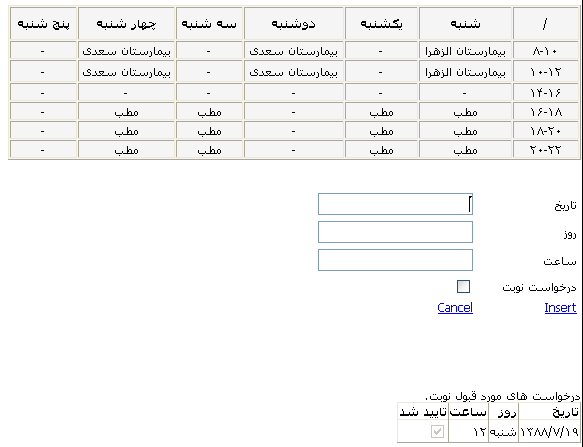 / شنبه یکشنبه دوشنبه سه شنبه چهار شنبه پنج شنبه
۸-۱۰ بیمارستان الزهرا - بیمارستان سعدی - بیمارستان سعدی -
۱۰-۱۲ بیمارستان الزهرا - بیمارستان سعدی - بیمارستان سعدی -
۱۴-۱۶ - - - - - -
۱۶-۱۸ مطب مطب - مطب مطب -
۱۸-۲۰ مطب مطب - مطب مطب -
۲۰-۲۲ مطب مطب - مطب مطب -
تاریخ
روز
ساعت
درخواست نوبت
Insert Cancel
درخواست های مورد قبول نوبت.
تاریخ روز ساعت تایید شد
۱۳۸۸/۷/۱۹ شنبه ۱۲